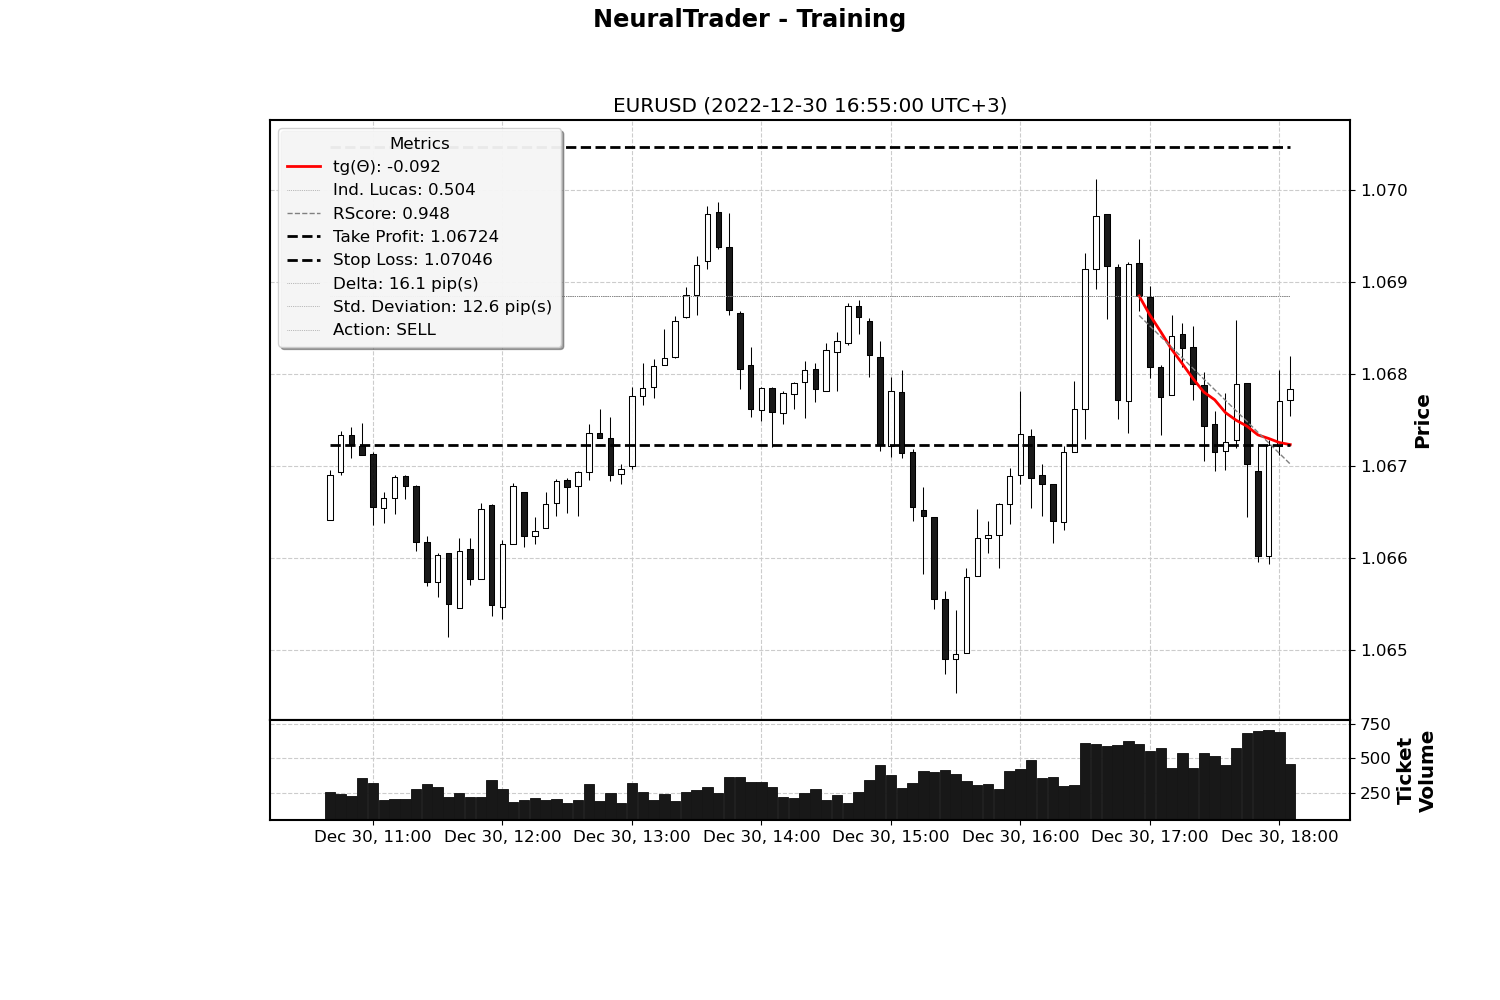 NeuralTrader - Training
EURUSD (2022-12-30 16:55:00 UTC+3)
Metrics
tg(Θ): -0.092
Ind. Lucas: 0.504
RScore: 0.948
Take Profit: 1.06724
Stop Loss: 1.07046
Delta: 16.1 pip(s)
Std. Deviation: 12.6 pip(s)
Action: SELL
1.070
1.069
1.068
1.067
1.066
1.065
Price
750
500
250
Ticket
Volume
Dec 30, 11:00 Dec 30, 12:00 Dec 30, 13:00 Dec 30, 14:00 Dec 30, 15:00 Dec 30, 16:00 Dec 30, 17:00 Dec 30, 18:00